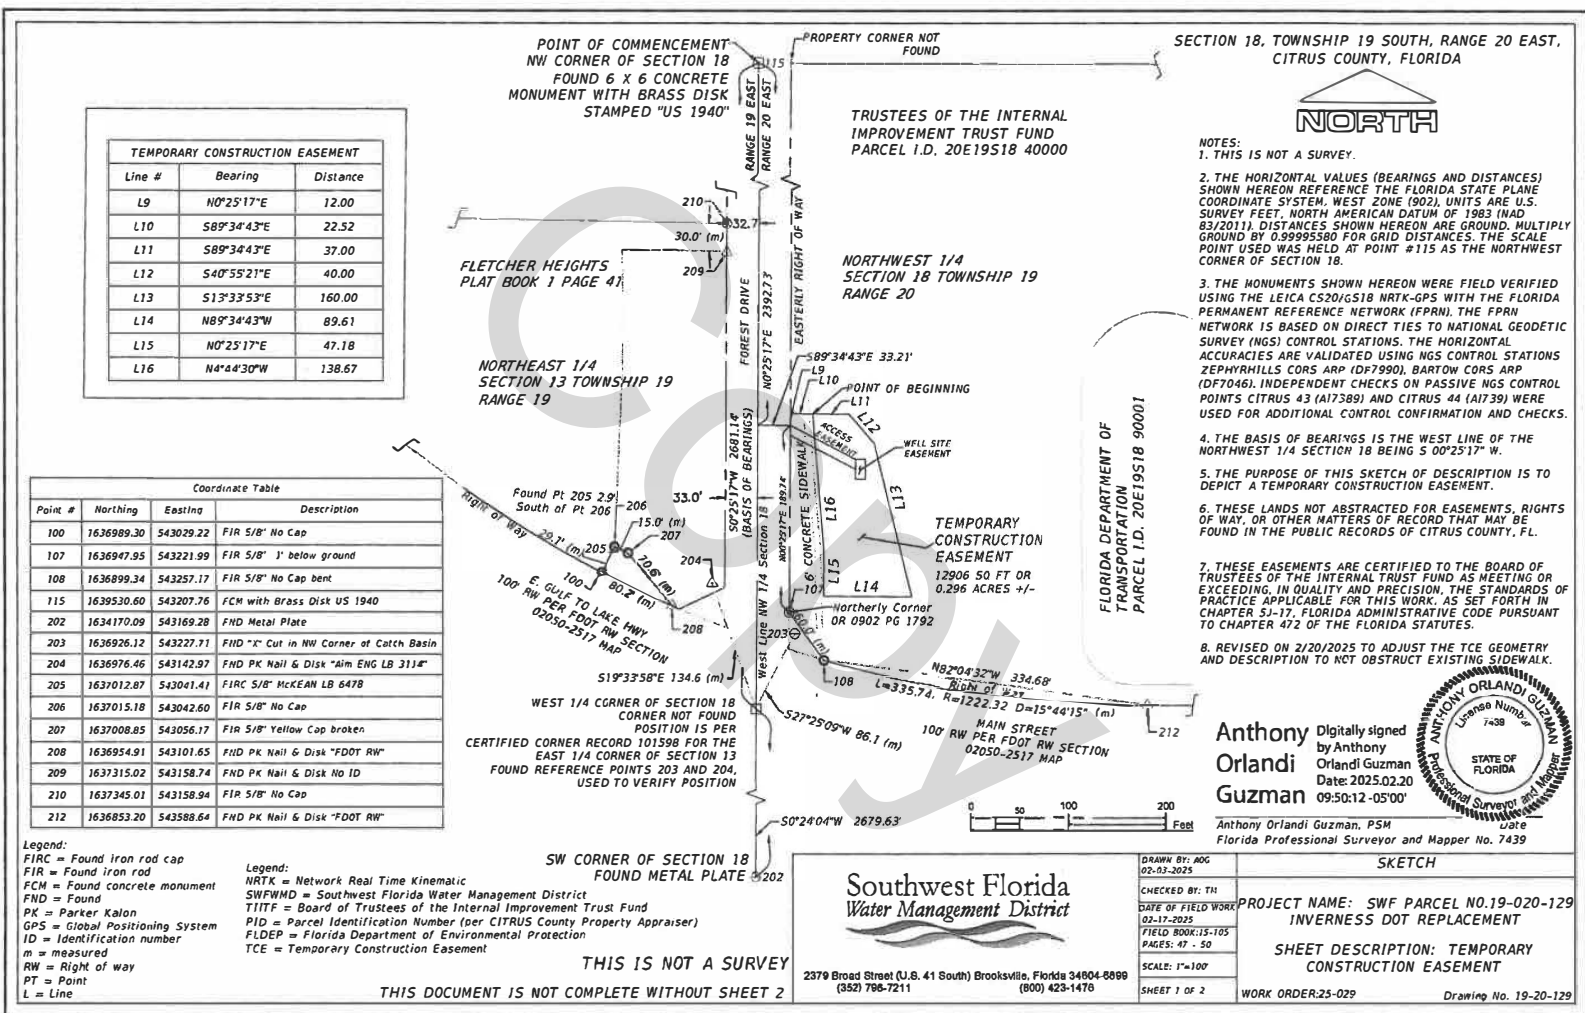 POINT OF COMMENCEMENT
NW CORNER OF SECTION 18
FOUND 6 X 6 CONCRETE
MONUMENT WITH BRASS DISK
STAMPED "US 1940"
115
PROPERTY CORNER NOT
FOUND
SECTION 18, TOWNSHIP 19 SOUTH, RANGE 20 EAST,
CITRUS COUNTY, FLORIDA
NORTH
TEMPORARY CONSTRUCTION EASEMENT
Line # Bearing Distance
L9 N0°25'17"E 12.00
L10 S89°34'43"E 22.52
L11 S89°34'43"E 37.00
L12 S40°55'21"E 40.00
L13 S13°33'53"E 160.00
L14 N89°34'43"W 89.61
L15 N0°25'17"E 47.18
L16 N4°44'30"W 138.67
RANGE 19 EAST
RANGE 20 EAST
TRUSTEES OF THE INTERNAL
IMPROVEMENT TRUST FUND
PARCEL I.D. 20E19S18 40000
NOTES:
1. THIS IS NOT A SURVEY.
2. THE HORIZONTAL VALUES (BEARINGS AND DISTANCES)
SHOWN HEREON REFERENCE THE FLORIDA STATE PLANE
COORDINATE SYSTEM, WEST ZONE (902), UNITS ARE U.S.
SURVEY FEET, NORTH AMERICAN DATUM OF 1983 (NAD
83/2011). DISTANCES SHOWN HEREON ARE GROUND. MULTIPLY
GROUND BY 0.99995580 FOR GRID DISTANCES. THE SCALE
POINT USED WAS HELD AT POINT #115 AS THE NORTHWEST
CORNER OF SECTION 18.
3. THE MONUMENTS SHOWN HEREON WERE FIELD VERIFIED
USING THE LEICA CS20/GS18 NRTK-GPS WITH THE FLORIDA
PERMANENT REFERENCE NETWORK (FPRN). THE FPRN
NETWORK IS BASED ON DIRECT TIES TO NATIONAL GEODETIC
SURVEY (NGS) CONTROL STATIONS. THE HORIZONTAL
ACCURACIES ARE VALIDATED USING NGS CONTROL STATIONS
ZEPHYRHILLS CORS ARP (DF7990), BARTOW CORS ARP
(DF7046). INDEPENDENT CHECKS ON PASSIVE NGS CONTROL
POINTS CITRUS 43 (AI7389) AND CITRUS 44 (AI739) WERE
USED FOR ADDITIONAL CONTROL CONFIRMATION AND CHECKS.
4. THE BASIS OF BEARINGS IS THE WEST LINE OF THE
NORTHWEST 1/4 SECTION 18 BEING S 00°25'17" W.
5. THE PURPOSE OF THIS SKETCH OF DESCRIPTION IS TO
DEPICT A TEMPORARY CONSTRUCTION EASEMENT.
6. THESE LANDS NOT ABSTRACTED FOR EASEMENTS, RIGHTS
OF WAY, OR OTHER MATTERS OF RECORD THAT MAY BE
FOUND IN THE PUBLIC RECORDS OF CITRUS COUNTY, FL.
7. THESE EASEMENTS ARE CERTIFIED TO THE BOARD OF
TRUSTEES OF THE INTERNAL TRUST FUND AS MEETING OR
EXCEEDING, IN QUALITY AND PRECISION, THE STANDARDS OF
PRACTICE APPLICABLE FOR THIS WORK, AS SET FORTH IN
CHAPTER 5J-17, FLORIDA ADMINISTRATIVE CODE PURSUANT
TO CHAPTER 472 OF THE FLORIDA STATUTES.
8. REVISED ON 2/20/2025 TO ADJUST THE TCE GEOMETRY
AND DESCRIPTION TO NOT OBSTRUCT EXISTING SIDEWALK.
210
32.7
30.0' (m)
209
FLETCHER HEIGHTS
PLAT BOOK 1 PAGE 41
FOREST DRIVE
N0°25'17"E 2392.73'
EASTERLY RIGHT OF WAY
NORTHWEST 1/4
SECTION 18 TOWNSHIP 19
RANGE 20
NORTHEAST 1/4
SECTION 13 TOWNSHIP 19
RANGE 19
S89°34'43"E 33.21'
L9
L10
POINT OF BEGINNING
L11
L12
ACCESS
EASEMENT
WELL SITE
EASEMENT
S0°25'17"W 2681.14'
(BASIS OF BEARINGS)
33.0'
N00°25'17"E 189.74'
6' CONCRETE SIDEWALK
L16
L13
L15
L14
TEMPORARY
CONSTRUCTION
EASEMENT
12906 SQ FT OR
0.296 ACRES +/-
FLORIDA DEPARTMENT OF
TRANSPORTATION
PARCEL I.D. 20E19S18 90001
Coordinate Table
Point # Northing Easting Description
100 1636989.30 543029.22 FIR 5/8" No Cap
107 1636947.95 543221.99 FIR 5/8" 1' below ground
108 1636899.34 543257.17 FIR 5/8" No Cap bent
115 1639530.60 543207.76 FCM with Brass Disk US 1940
202 1634170.09 543169.28 FND Metal Plate
203 1636926.12 543227.71 FND "X" Cut in NW Corner of Catch Basin
204 1636976.46 543142.97 FND PK Nail & Disk "Aim ENG LB 3114"
205 1637012.87 543041.41 FIRC 5/8" McKEAN LB 6478
206 1637015.18 543042.60 FIR 5/8" No Cap
207 1637008.85 543056.17 FIR 5/8" Yellow Cap broken
208 1636954.91 543101.65 FND PK Nail & Disk "FDOT RW"
209 1637315.02 543158.74 FND PK Nail & Disk No ID
210 1637345.01 543158.94 FIR 5/8" No Cap
212 1636853.20 543588.64 FND PK Nail & Disk "FDOT RW"
Right of Way
Found Pt 205 2.9'
South of Pt 206
206
15.0' (m)
207
29.1' (m)
205
70.6' (m)
204
100
80.2' (m)
208
E. GULF TO LAKE HWY
100' RW PER FDOT RW SECTION
02050-2517 MAP
West Line NW 1/4 Section 18
107
Northerly Corner
OR 0902 PG 1792
203
60.0' (m)
108
N82°04'32"W 334.68'
Right of Way
L=335.74, R=1222.32 D=15°44'15" (m)
212
MAIN STREET
100' RW PER FDOT RW SECTION
02050-2517 MAP
S19°33'58"E 134.6 (m)
S27°25'09"W 86.1 (m)
WEST 1/4 CORNER OF SECTION 18
CORNER NOT FOUND
POSITION IS PER
CERTIFIED CORNER RECORD 101598 FOR THE
EAST 1/4 CORNER OF SECTION 13
FOUND REFERENCE POINTS 203 AND 204,
USED TO VERIFY POSITION
S0°24'04"W 2679.63'
SW CORNER OF SECTION 18
FOUND METAL PLATE
202
0 50 100 200
Feet
Copy
Anthony
Orlandi
Guzman
Digitally signed
by Anthony
Orlandi Guzman
Date: 2025.02.20
09:50:12 -05'00'
ANTHONY ORLANDI GUZMAN
License Number
7439
STATE OF
FLORIDA
Professional Surveyor and Mapper
Anthony Orlandi Guzman, PSM Date
Florida Professional Surveyor and Mapper No. 7439
Legend:
FIRC = Found iron rod cap
FIR = Found iron rod
FCM = Found concrete monument
FND = Found
PK = Parker Kalon
GPS = Global Positioning System
ID = Identification number
m = measured
RW = Right of way
PT = Point
L = Line
Legend:
NRTK = Network Real Time Kinematic
SWFWMD = Southwest Florida Water Management District
TIITF = Board of Trustees of the Internal Improvement Trust Fund
PID = Parcel Identification Number (per CITRUS County Property Appraiser)
FLDEP = Florida Department of Environmental Protection
TCE = Temporary Construction Easement
THIS IS NOT A SURVEY
THIS DOCUMENT IS NOT COMPLETE WITHOUT SHEET 2
Southwest Florida
Water Management District
2379 Broad Street (U.S. 41 South) Brooksville, Florida 34604-6899
(352) 796-7211 (800) 423-1476
DRAWN BY: AOG
02-03-2025
CHECKED BY: TM
DATE OF FIELD WORK
02-17-2025
FIELD BOOK:15-105
PAGES: 47 - 50
SCALE: 1"=100'
SHEET 1 OF 2
SKETCH
PROJECT NAME: SWF PARCEL NO.19-020-129
INVERNESS DOT REPLACEMENT
SHEET DESCRIPTION: TEMPORARY
CONSTRUCTION EASEMENT
WORK ORDER:25-029 Drawing No. 19-20-129